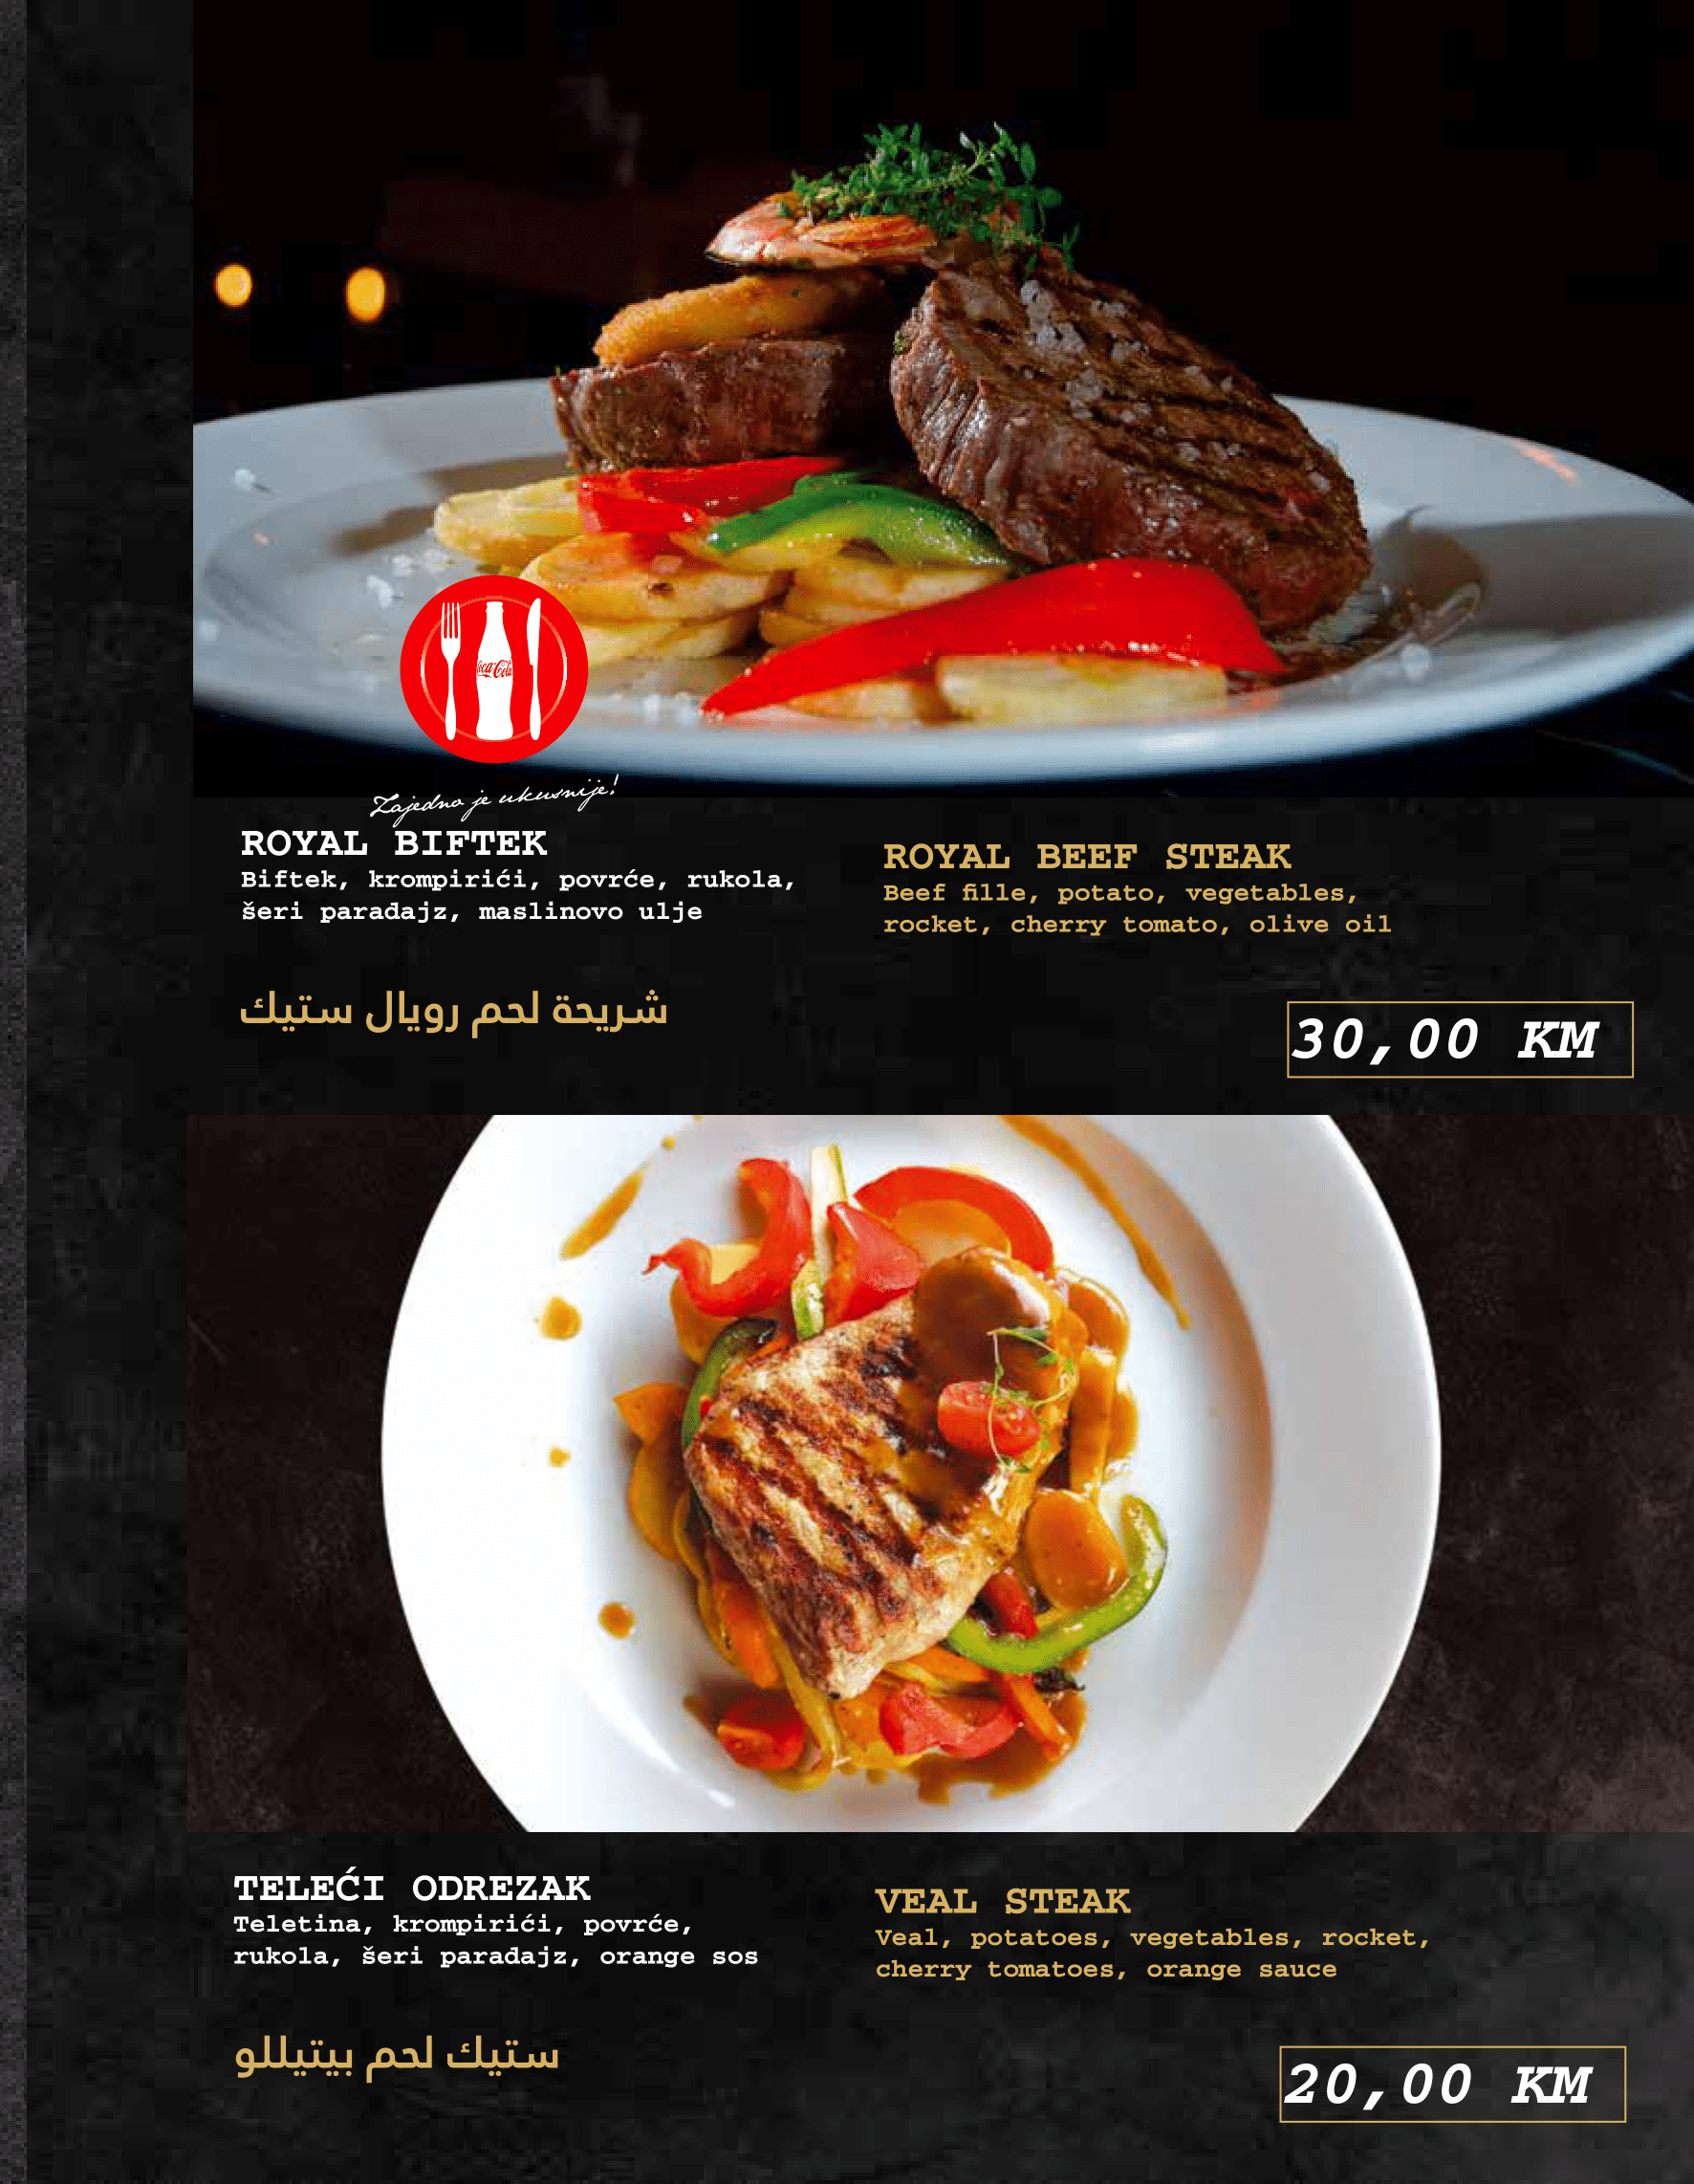 Coca-Cola
Zajedno je ukusnije!
ROYAL BIFTEK
Biftek, krompirići, povrće, rukola,
šeri paradajz, maslinovo ulje
ROYAL BEEF STEAK
Beef fille, potato, vegetables,
rocket, cherry tomato, olive oil
شريحة لحم رويال ستيك
30,00 KM
TELEĆI ODREZAK
Teletina, krompirići, povrće,
rukola, šeri paradajz, orange sos
VEAL STEAK
Veal, potatoes, vegetables, rocket,
cherry tomatoes, orange sauce
ستيك لحم بيتيللو
20,00 KM